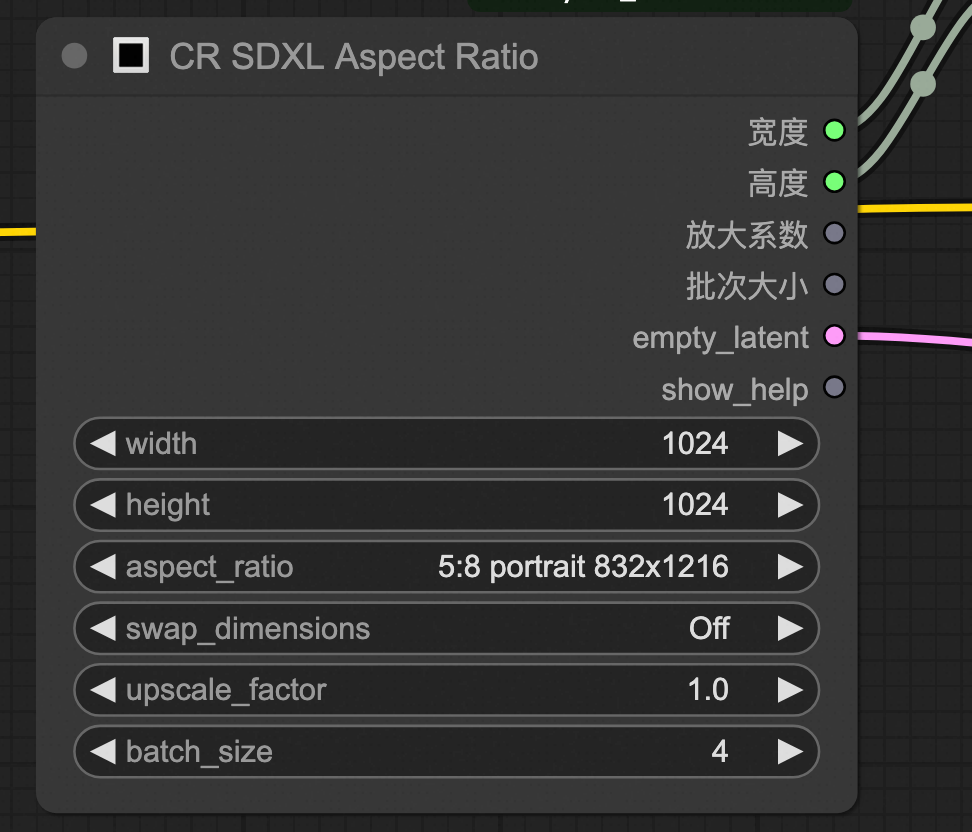 CR SDXL Aspect Ratio
宽度
高度
放大系数
批次大小
empty_latent
show_help
width 1024
height 1024
aspect_ratio 5:8 portrait 832x1216
swap_dimensions Off
upscale_factor 1.0
batch_size 4